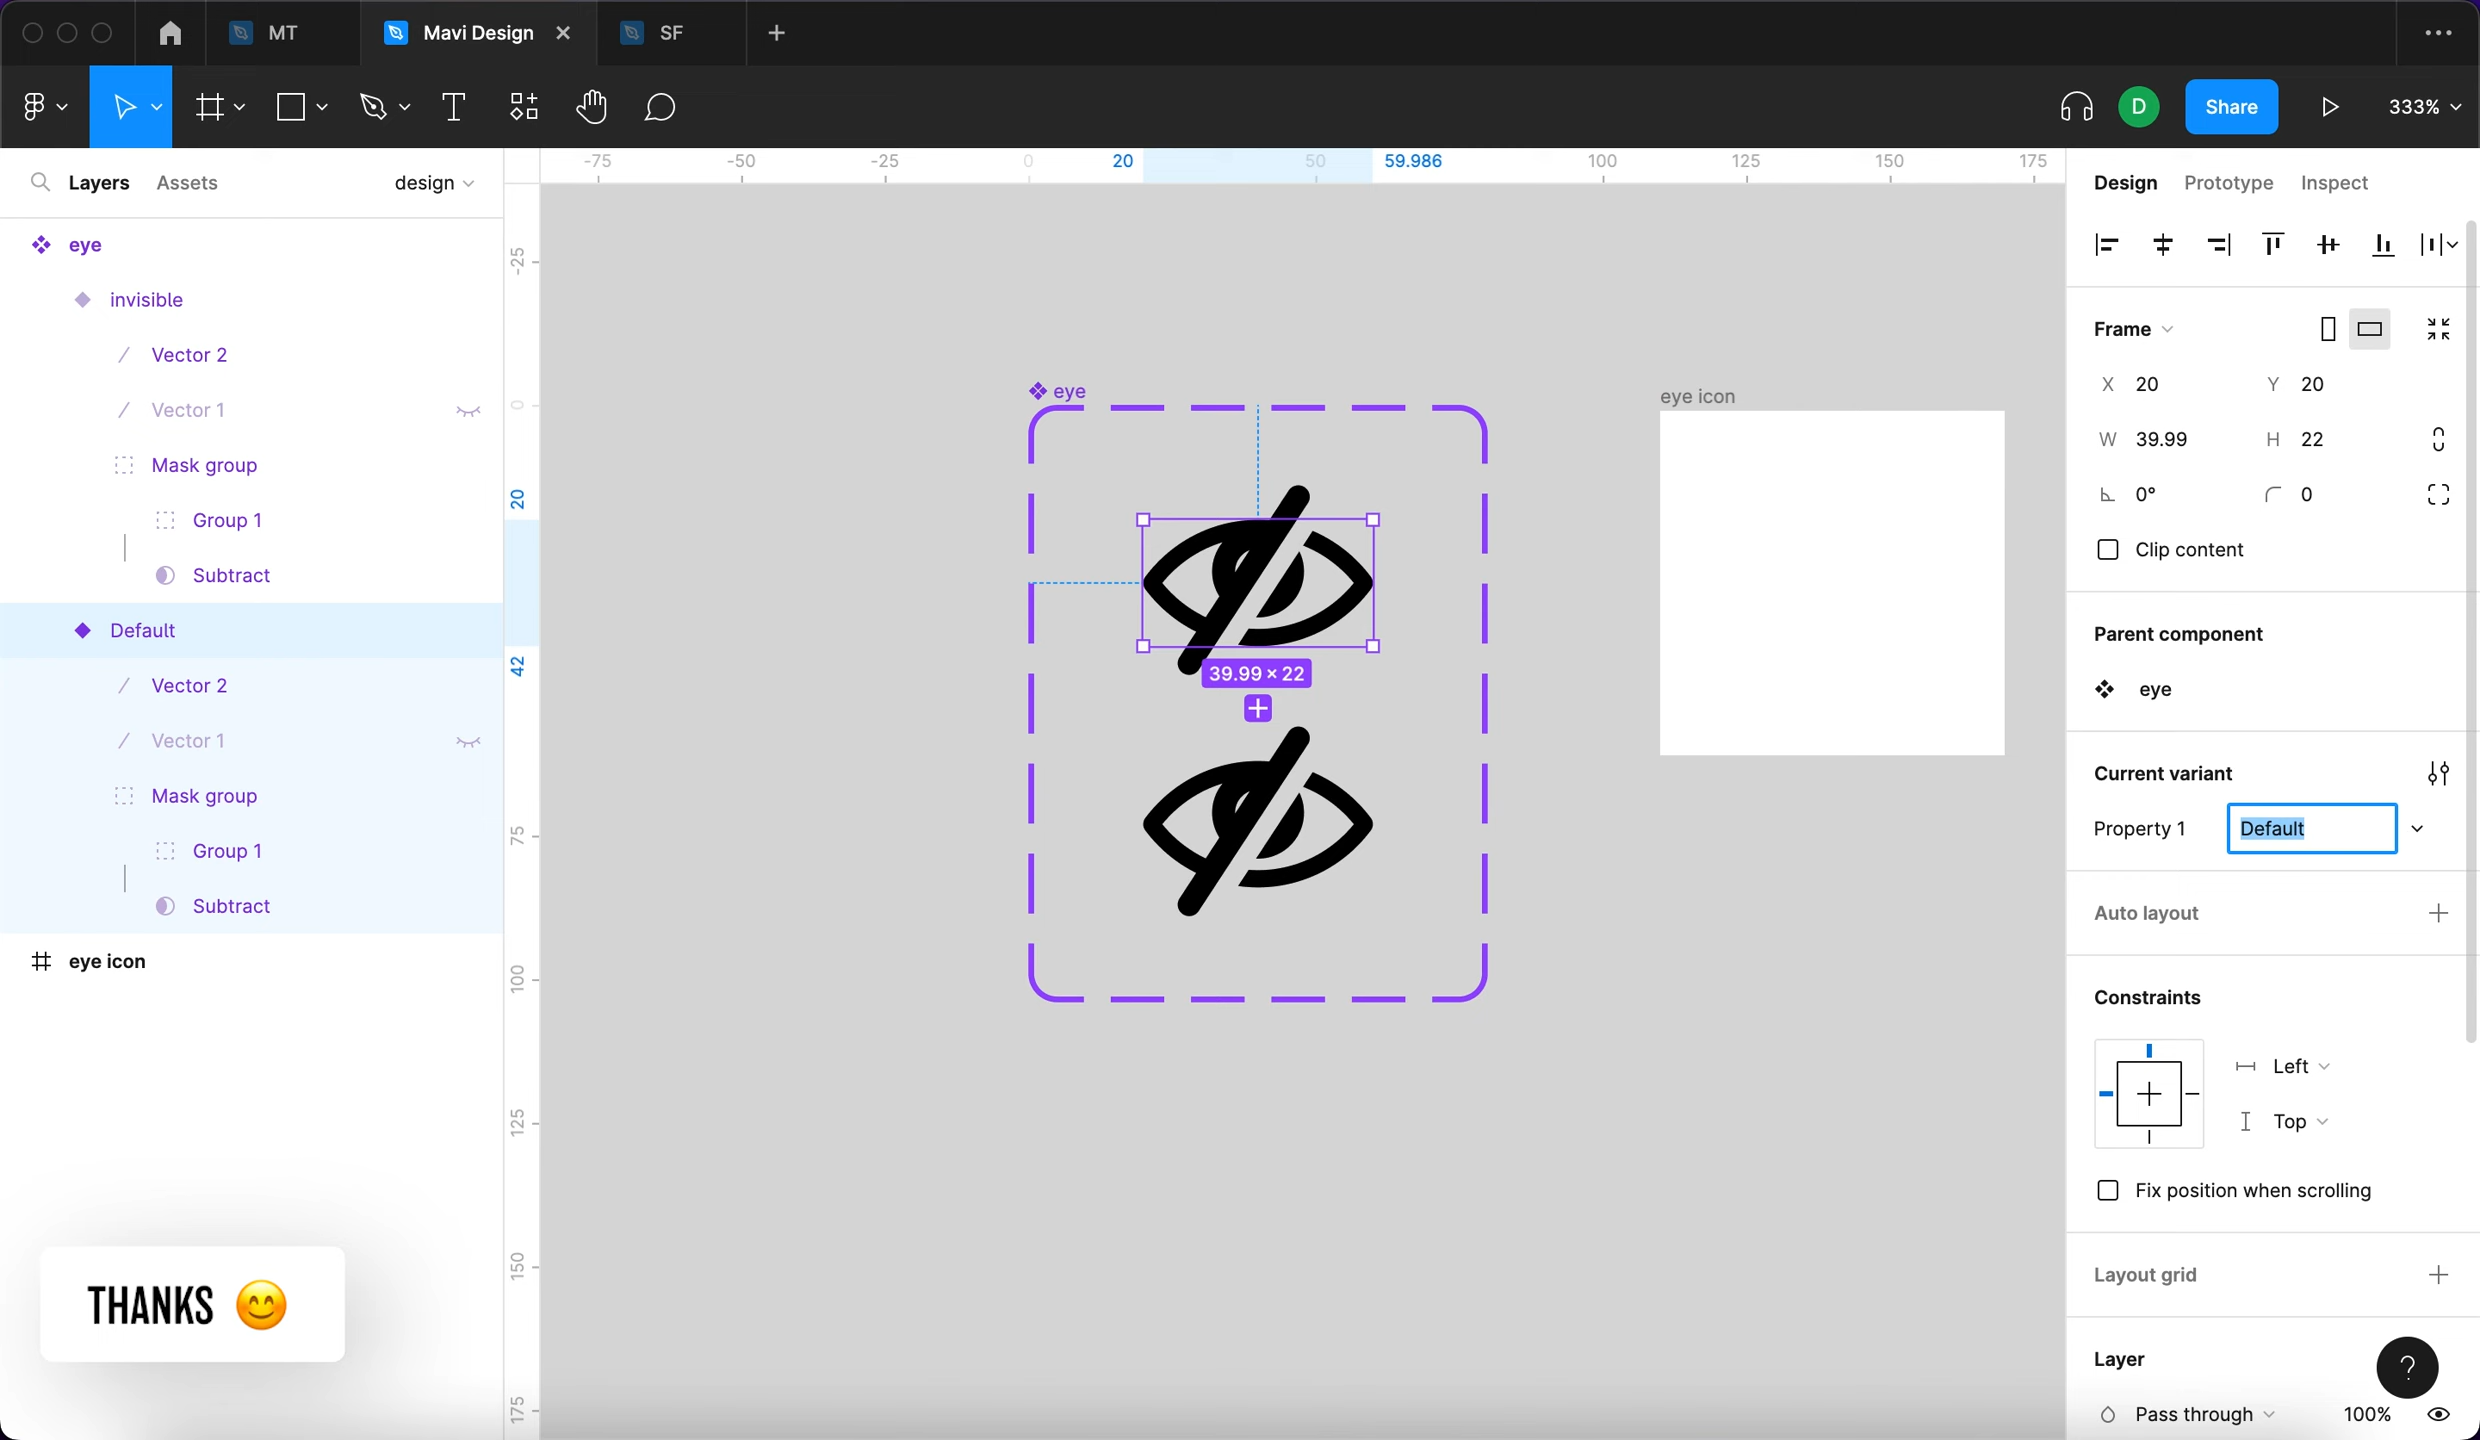 MT
Mavi Design
SF
Share
D
333%
Layers
Assets
design
eye
invisible
Vector 2
Vector 1
Mask group
Group 1
Subtract
Default
Vector 2
Vector 1
Mask group
Group 1
Subtract
eye icon
THANKS 😊
-75
-50
-25
0
20
50
59.986
100
125
150
175
-25
0
20
42
75
100
125
150
175
eye
39.99 × 22
eye icon
Design
Prototype
Inspect
Frame
X 20
Y 20
W 39.99
H 22
0°
0
Clip content
Parent component
eye
Current variant
Property 1
Default
Auto layout
Constraints
Left
Top
Fix position when scrolling
Layout grid
Layer
?
Pass through
100%